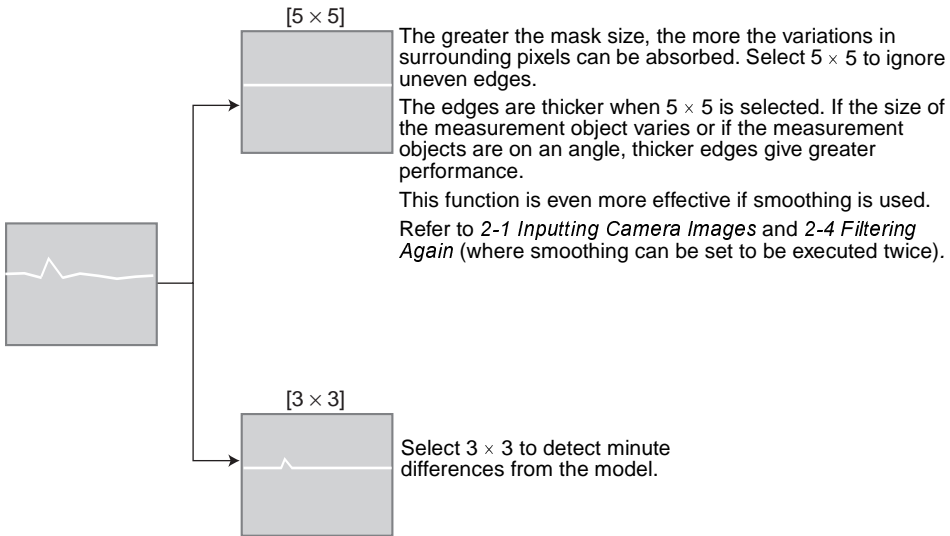 [5 × 5]
The greater the mask size, the more the variations in
surrounding pixels can be absorbed. Select 5 × 5 to ignore
uneven edges.
The edges are thicker when 5 × 5 is selected. If the size of
the measurement object varies or if the measurement
objects are on an angle, thicker edges give greater
performance.
This function is even more effective if smoothing is used.
Refer to 2-1 Inputting Camera Images and 2-4 Filtering
Again (where smoothing can be set to be executed twice).
[3 × 3]
Select 3 × 3 to detect minute
differences from the model.